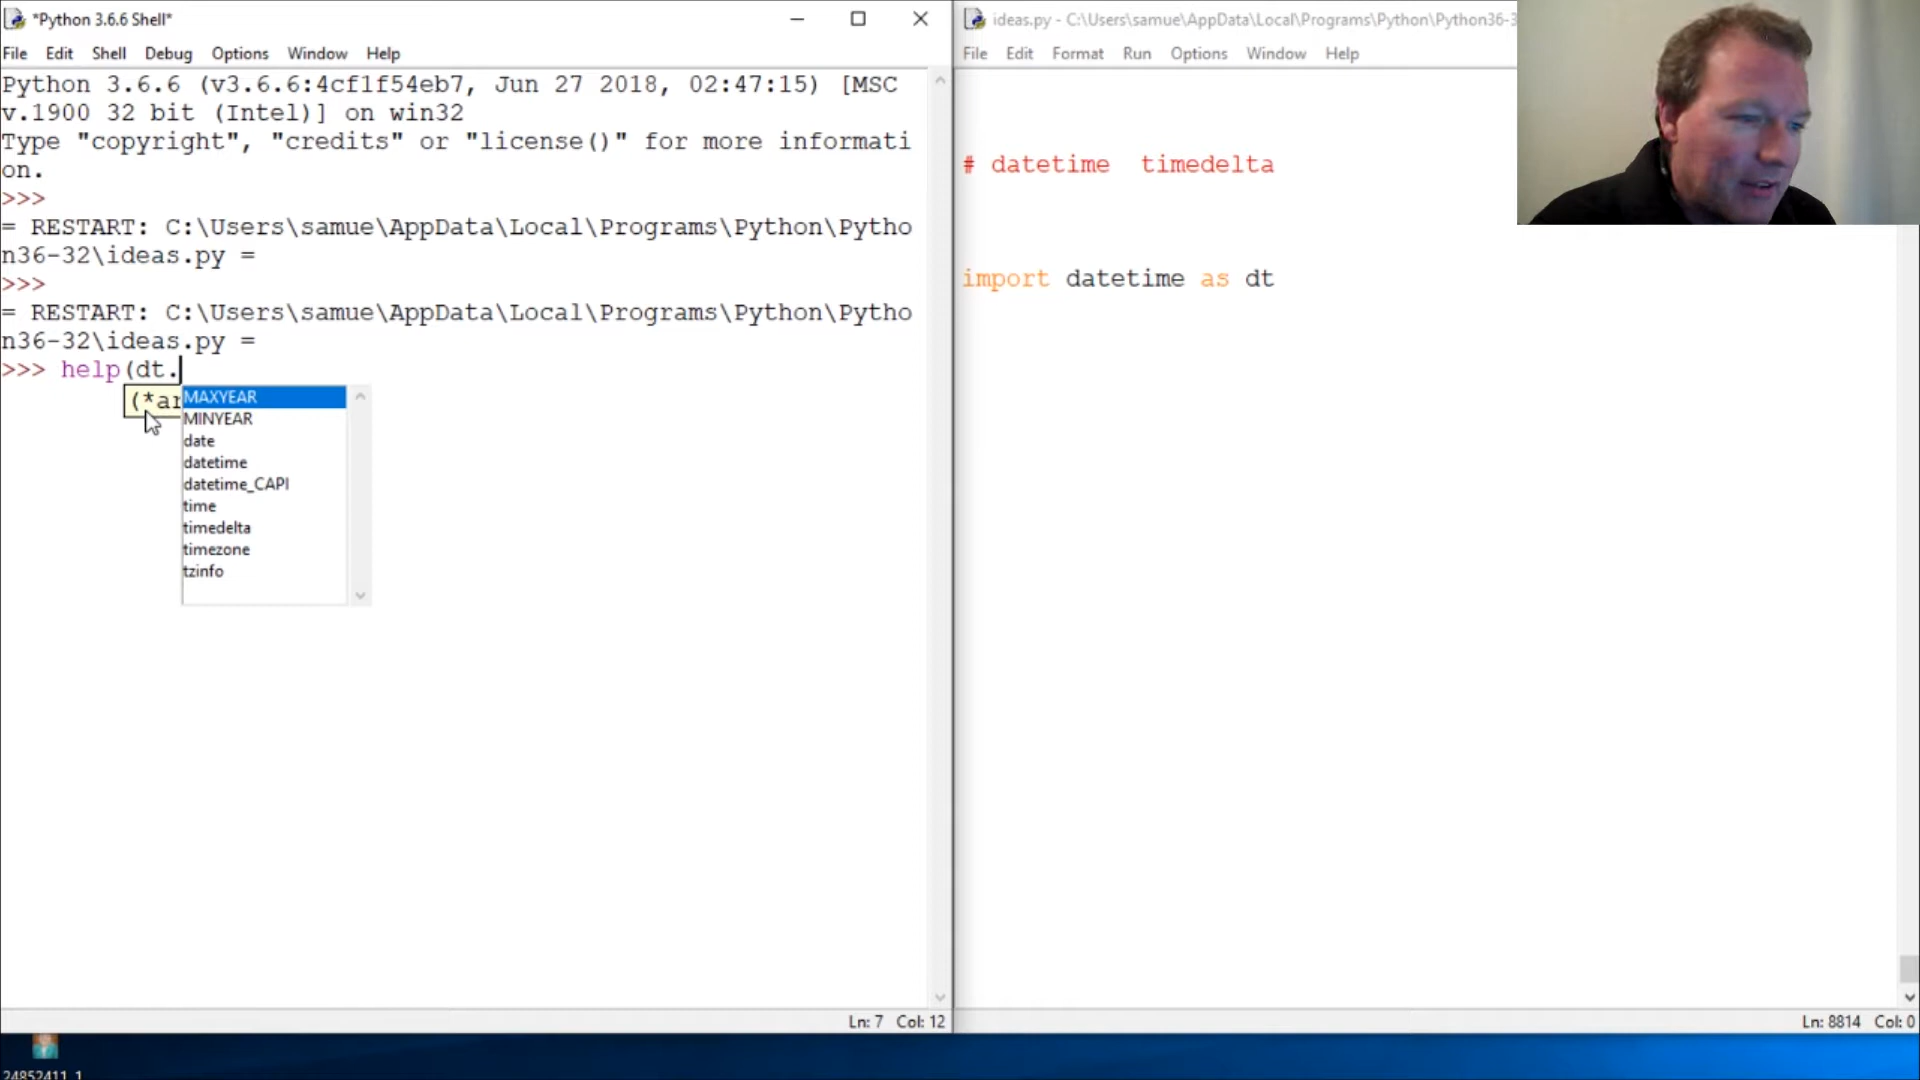 *Python 3.6.6 Shell*
File Edit Shell Debug Options Window Help
Python 3.6.6 (v3.6.6:4cf1f54eb7, Jun 27 2018, 02:47:15) [MSC
v.1900 32 bit (Intel)] on win32
Type "copyright", "credits" or "license()" for more informati
on.
>>>
= RESTART: C:\Users\samue\AppData\Local\Programs\Python\Pytho
n36-32\ideas.py =
>>>
= RESTART: C:\Users\samue\AppData\Local\Programs\Python\Pytho
n36-32\ideas.py =
>>> help(dt.
(*ar
MAXYEAR
MINYEAR
date
datetime
datetime_CAPI
time
timedelta
timezone
tzinfo
Ln: 7 Col: 12
ideas.py - C:\Users\samue\AppData\Local\Programs\Python\Python36-3
File Edit Format Run Options Window Help
# datetime timedelta
import datetime as dt
Ln: 8814 Col: 0
24852411_1